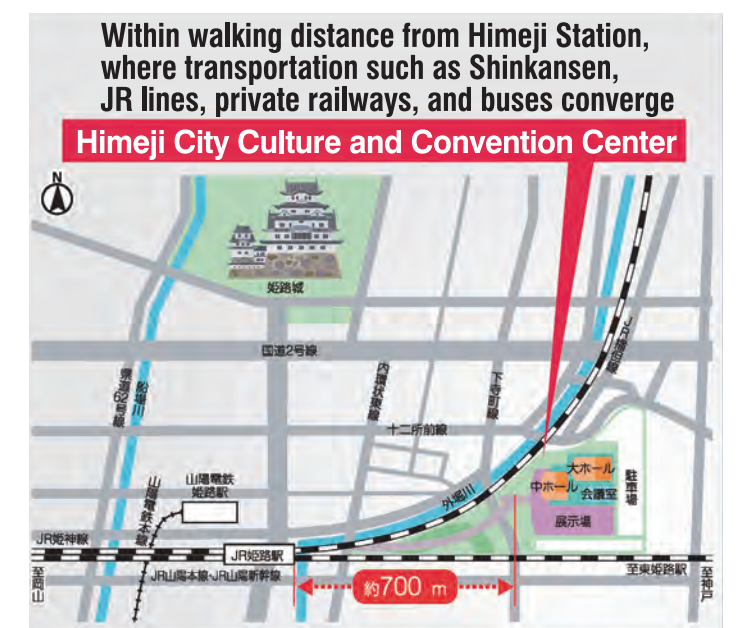 Within walking distance from Himeji Station,
where transportation such as Shinkansen,
JR lines, private railways, and buses converge
Himeji City Culture and Convention Center
N
姫路城
国道2号線
JR播但線
県道62号線
船場川
内環状東線
下寺町線
十二所前線
山陽電鉄
姫路駅
山陽電鉄本線
外堀川
大ホール
中ホール
会議室
展示場
駐車場
JR姫神線
JR姫路駅
JR山陽本線・JR山陽新幹線
至岡山
至東姫路駅
至神戸
約700 m